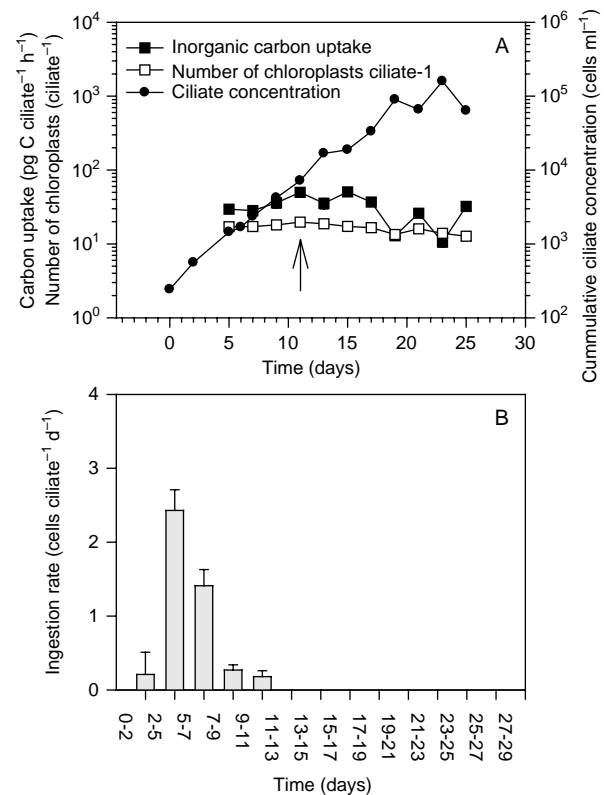 A
Inorganic carbon uptake
Number of chloroplasts ciliate-1
Ciliate concentration
Carbon uptake (pg C ciliate⁻¹ h⁻¹)
Number of chloroplasts (ciliate⁻¹)
10⁴
10³
10²
10¹
10⁰
10⁶
10⁵
10⁴
10³
10²
Cummulative ciliate concentration (cells ml⁻¹)
0 5 10 15 20 25 30
Time (days)
B
Ingestion rate (cells ciliate⁻¹ d⁻¹)
4
3
2
1
0
0-2 2-5 5-7 7-9 9-11 11-13 13-15 15-17 17-19 19-21 21-23 23-25 25-27 27-29
Time (days)